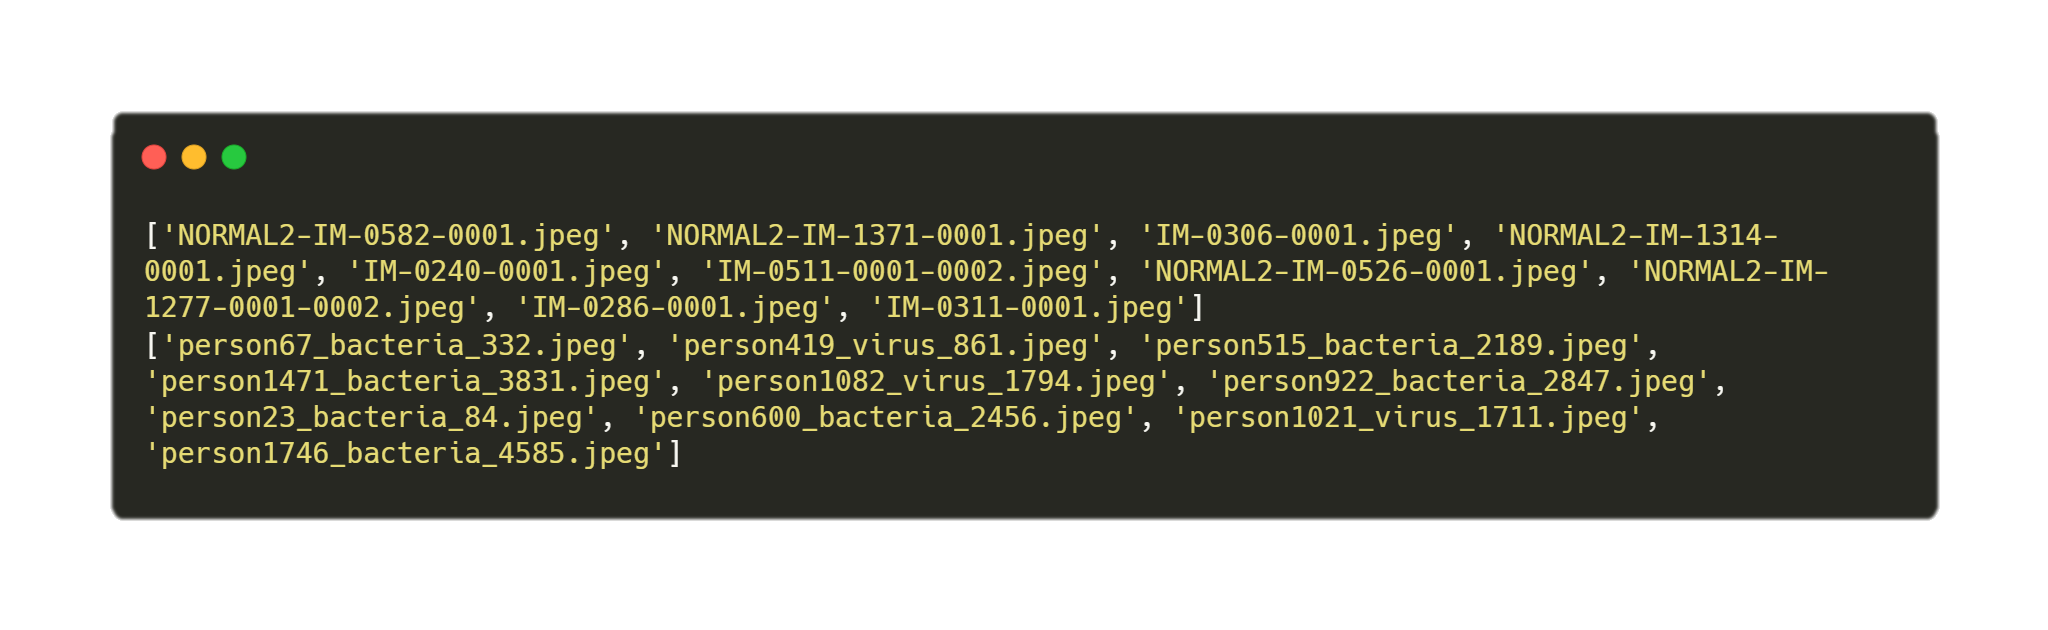 ['NORMAL2-IM-0582-0001.jpeg', 'NORMAL2-IM-1371-0001.jpeg', 'IM-0306-0001.jpeg', 'NORMAL2-IM-1314-
0001.jpeg', 'IM-0240-0001.jpeg', 'IM-0511-0001-0002.jpeg', 'NORMAL2-IM-0526-0001.jpeg', 'NORMAL2-IM-
1277-0001-0002.jpeg', 'IM-0286-0001.jpeg', 'IM-0311-0001.jpeg']
['person67_bacteria_332.jpeg', 'person419_virus_861.jpeg', 'person515_bacteria_2189.jpeg',
'person1471_bacteria_3831.jpeg', 'person1082_virus_1794.jpeg', 'person922_bacteria_2847.jpeg',
'person23_bacteria_84.jpeg', 'person600_bacteria_2456.jpeg', 'person1021_virus_1711.jpeg',
'person1746_bacteria_4585.jpeg']